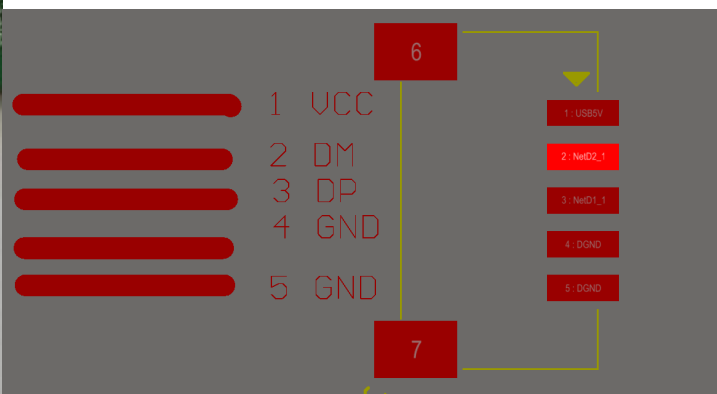 6
1 VCC
2 DM
3 DP
4 GND
5 GND
1 : USB5V
2 : NetD2_1
3 : NetD1_1
4 : DGND
5 : DGND
7